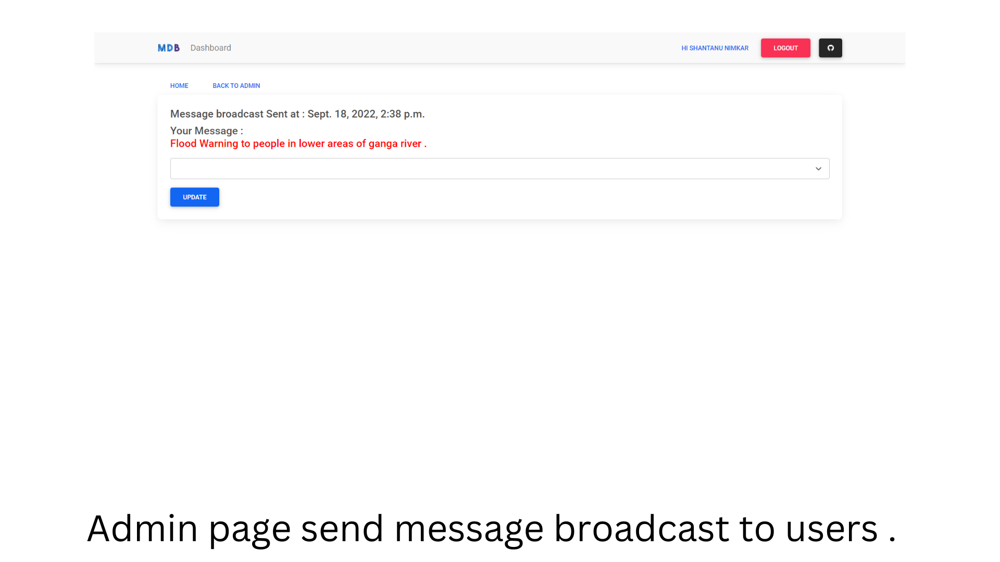 MDB Dashboard HI SHANTANU NIMKAR LOGOUT
HOME BACK TO ADMIN
Message broadcast Sent at : Sept. 18, 2022, 2:38 p.m.
Your Message :
Flood Warning to people in lower areas of ganga river .
UPDATE
Admin page send message broadcast to users .